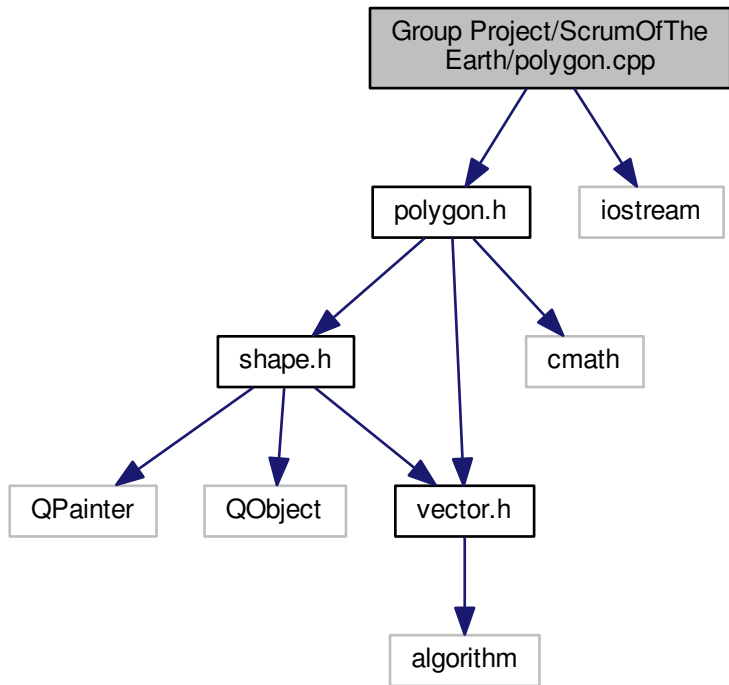 Group Project/ScrumOfThe
Earth/polygon.cpp
polygon.h
iostream
shape.h
cmath
QPainter
QObject
vector.h
algorithm